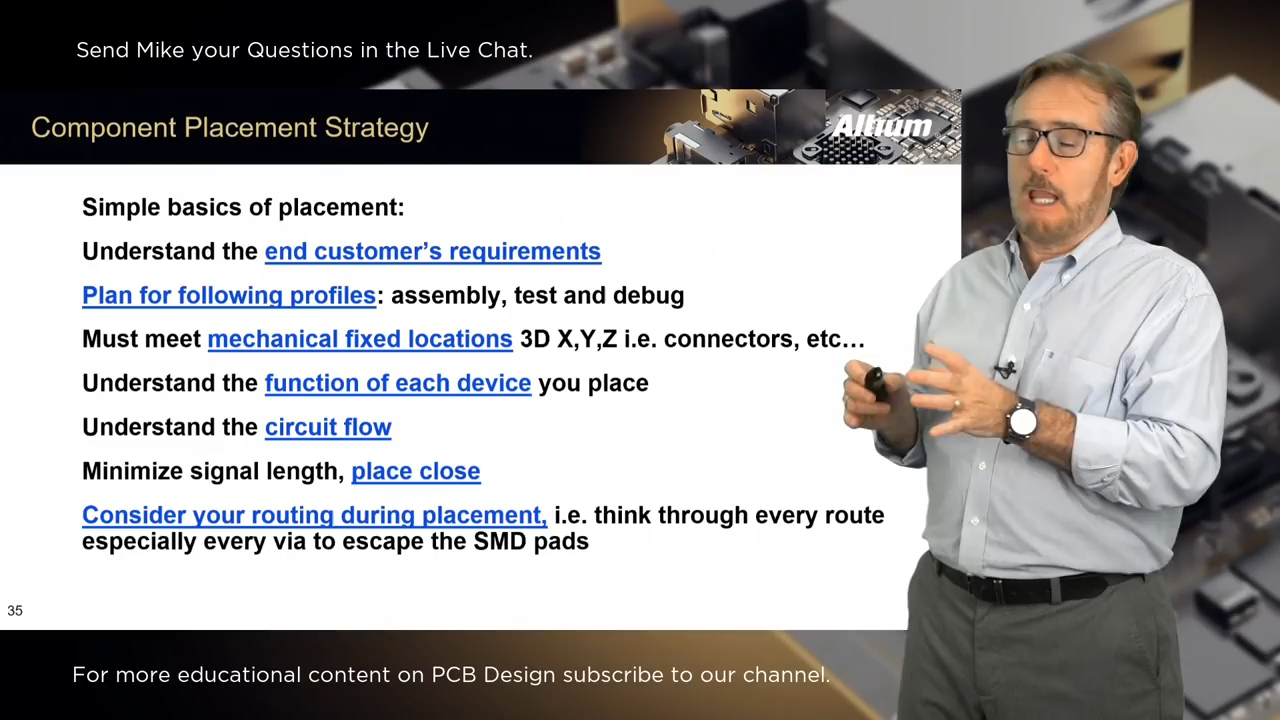 Send Mike your Questions in the Live Chat.
Component Placement Strategy
Altium
Simple basics of placement:
Understand the end customer’s requirements
Plan for following profiles: assembly, test and debug
Must meet mechanical fixed locations 3D X,Y,Z i.e. connectors, etc…
Understand the function of each device you place
Understand the circuit flow
Minimize signal length, place close
Consider your routing during placement, i.e. think through every route
especially every via to escape the SMD pads
35
For more educational content on PCB Design subscribe to our channel.